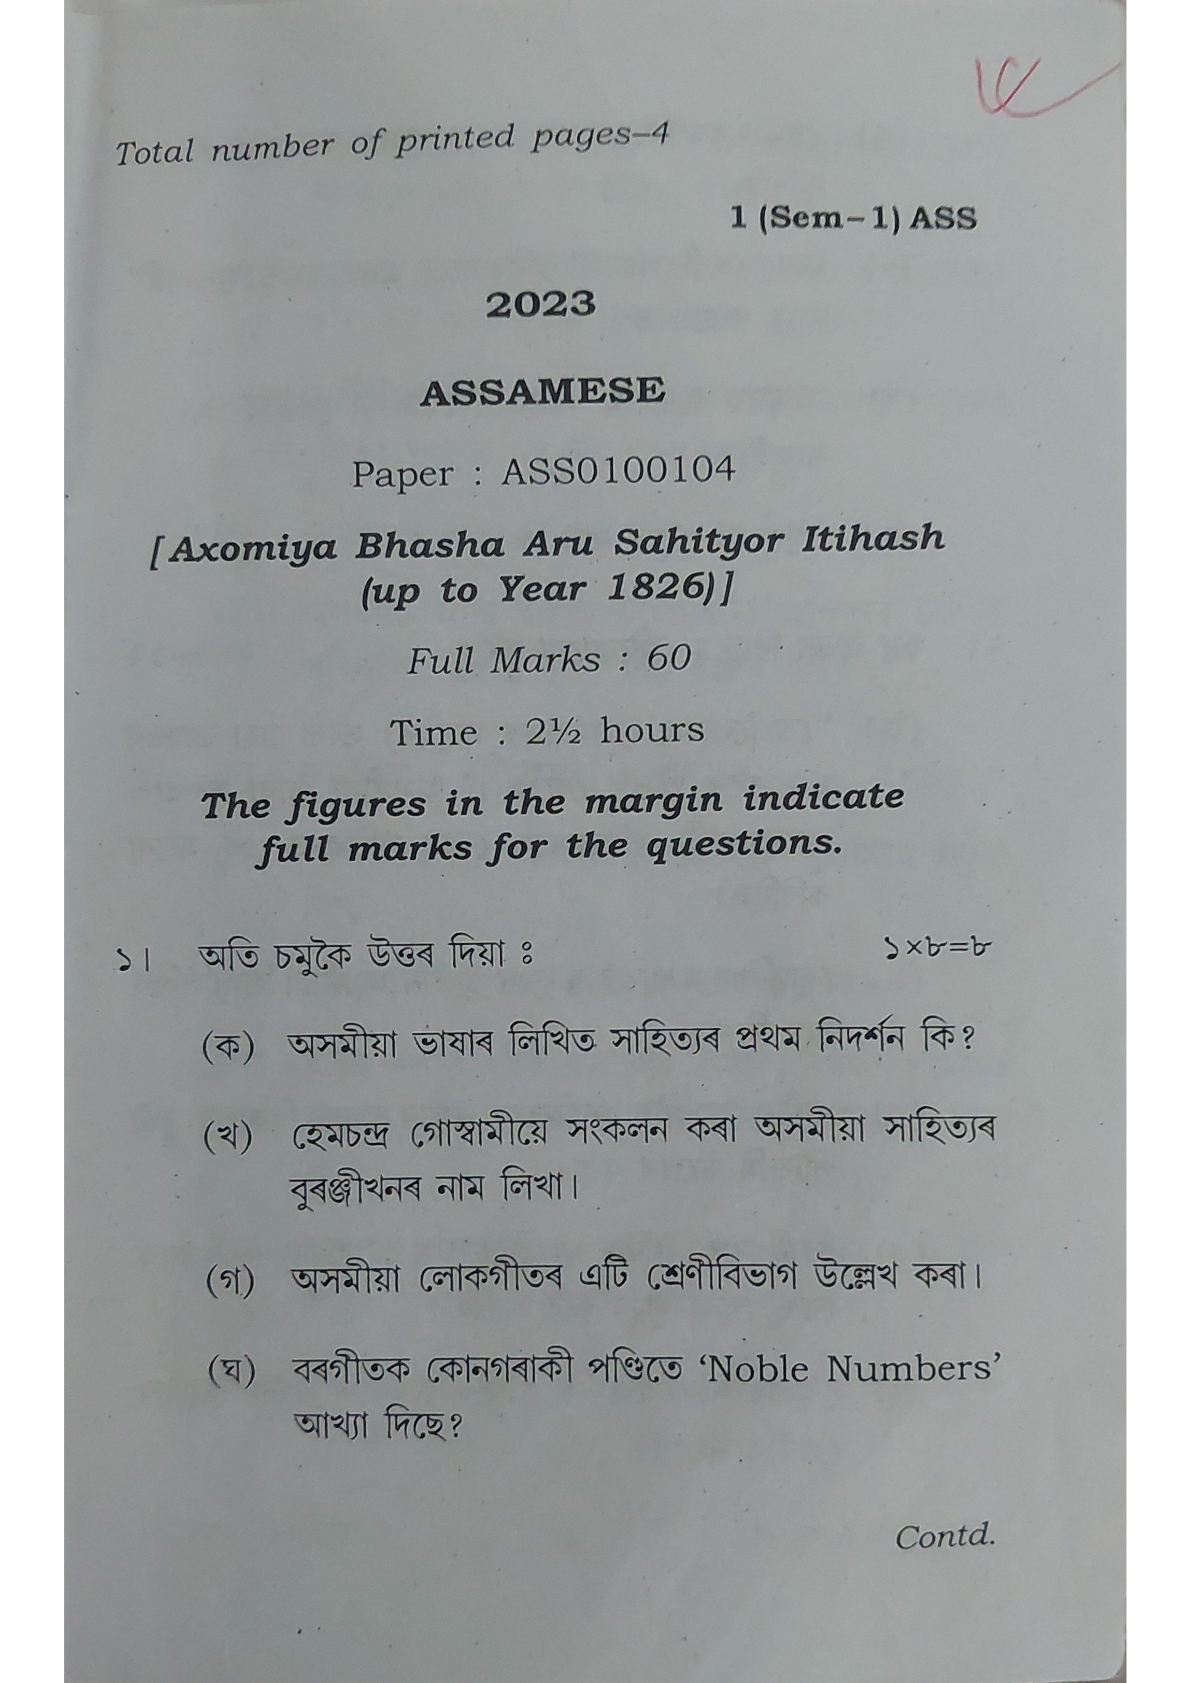 Total number of printed pages–4
1 (Sem–1) ASS
2023
ASSAMESE
Paper : ASS0100104
[Axomiya Bhasha Aru Sahityor Itihash
(up to Year 1826)]
Full Marks : 60
Time : 2½ hours
The figures in the margin indicate
full marks for the questions.
১। অতি চমুকৈ উত্তৰ দিয়া ঃ ১×৮=৮
(ক) অসমীয়া ভাষাৰ লিখিত সাহিত্যৰ প্ৰথম নিদৰ্শন কি?
(খ) হেমচন্দ্ৰ গোস্বামীয়ে সংকলন কৰা অসমীয়া সাহিত্যৰ
বুৰঞ্জীখনৰ নাম লিখা।
(গ) অসমীয়া লোকগীতৰ এটি শ্ৰেণীবিভাগ উল্লেখ কৰা।
(ঘ) বৰগীতক কোনগৰাকী পণ্ডিতে ‘Noble Numbers’
আখ্যা দিছে?
Contd.